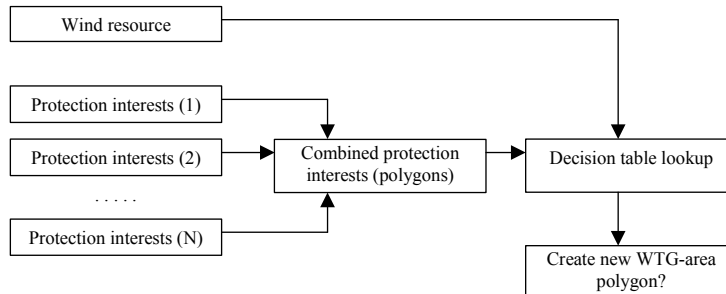 Wind resource
Protection interests (1)
Protection interests (2)
Combined protection
interests (polygons)
Decision table lookup
. . . . .
Protection interests (N)
Create new WTG-area
polygon?